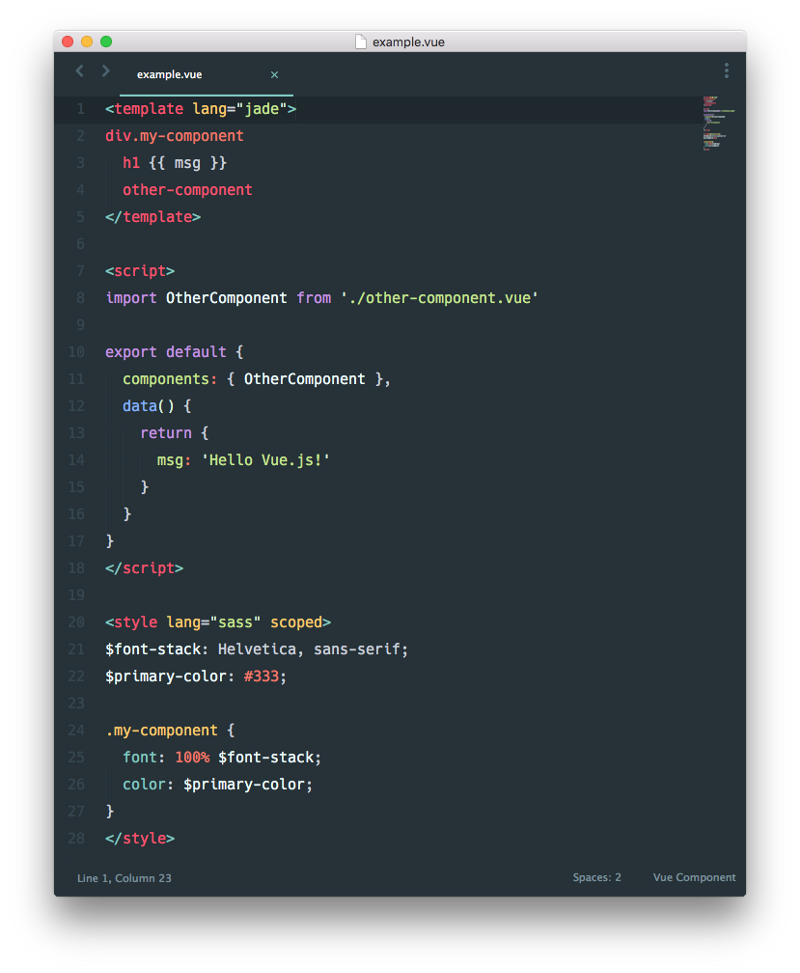 example.vue
example.vue ×
1 <template lang="jade">
2 div.my-component
3   h1 {{ msg }}
4   other-component
5 </template>
6
7 <script>
8 import OtherComponent from './other-component.vue'
9
10 export default {
11   components: { OtherComponent },
12   data() {
13     return {
14       msg: 'Hello Vue.js!'
15     }
16   }
17 }
18 </script>
19
20 <style lang="sass" scoped>
21 $font-stack: Helvetica, sans-serif;
22 $primary-color: #333;
23
24 .my-component {
25   font: 100% $font-stack;
26   color: $primary-color;
27 }
28 </style>
Line 1, Column 23 Spaces: 2 Vue Component